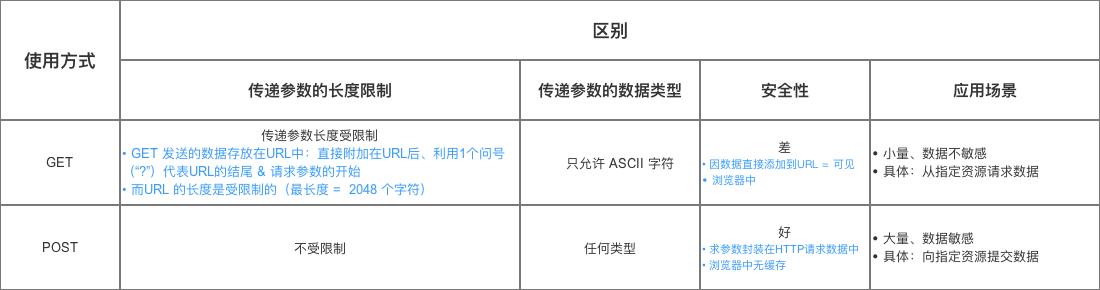 使用方式
区别
传递参数的长度限制
传递参数的数据类型
安全性
应用场景
GET
传递参数长度受限制
• GET 发送的数据存放在URL中：直接附加在URL后、利用1个问号
（“?”）代表URL的结尾 & 请求参数的开始
• 而URL 的长度是受限制的（最长度 = 2048 个字符）
只允许 ASCII 字符
差
• 因数据直接添加到URL = 可见
• 浏览器中
• 小量、数据不敏感
• 具体：从指定资源请求数据
POST
不受限制
任何类型
好
• 求参数封装在HTTP请求数据中
• 浏览器中无缓存
• 大量、数据敏感
• 具体：向指定资源提交数据